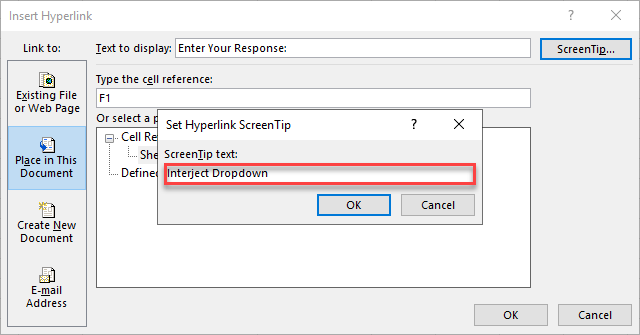 Insert Hyperlink
? ×
Link to:
Text to display: Enter Your Response:
ScreenTip...
Existing File
or Web Page
Place in This
Document
Create New
Document
E-mail
Address
Type the cell reference:
F1
Or select a p
Cell Re
She
Define
Set Hyperlink ScreenTip
? ×
ScreenTip text:
Interject Dropdown
OK
Cancel
OK
Cancel